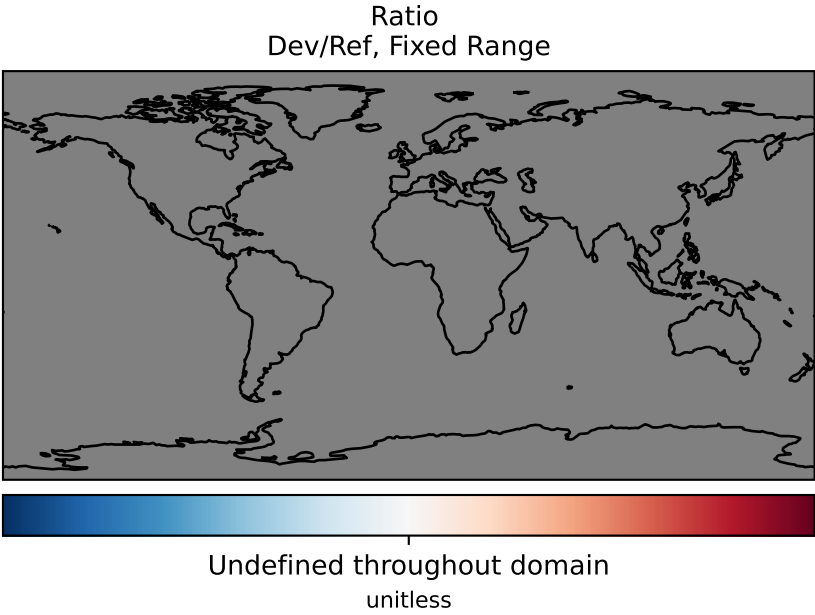 Ratio
Dev/Ref, Fixed Range
Undefined throughout domain
unitless